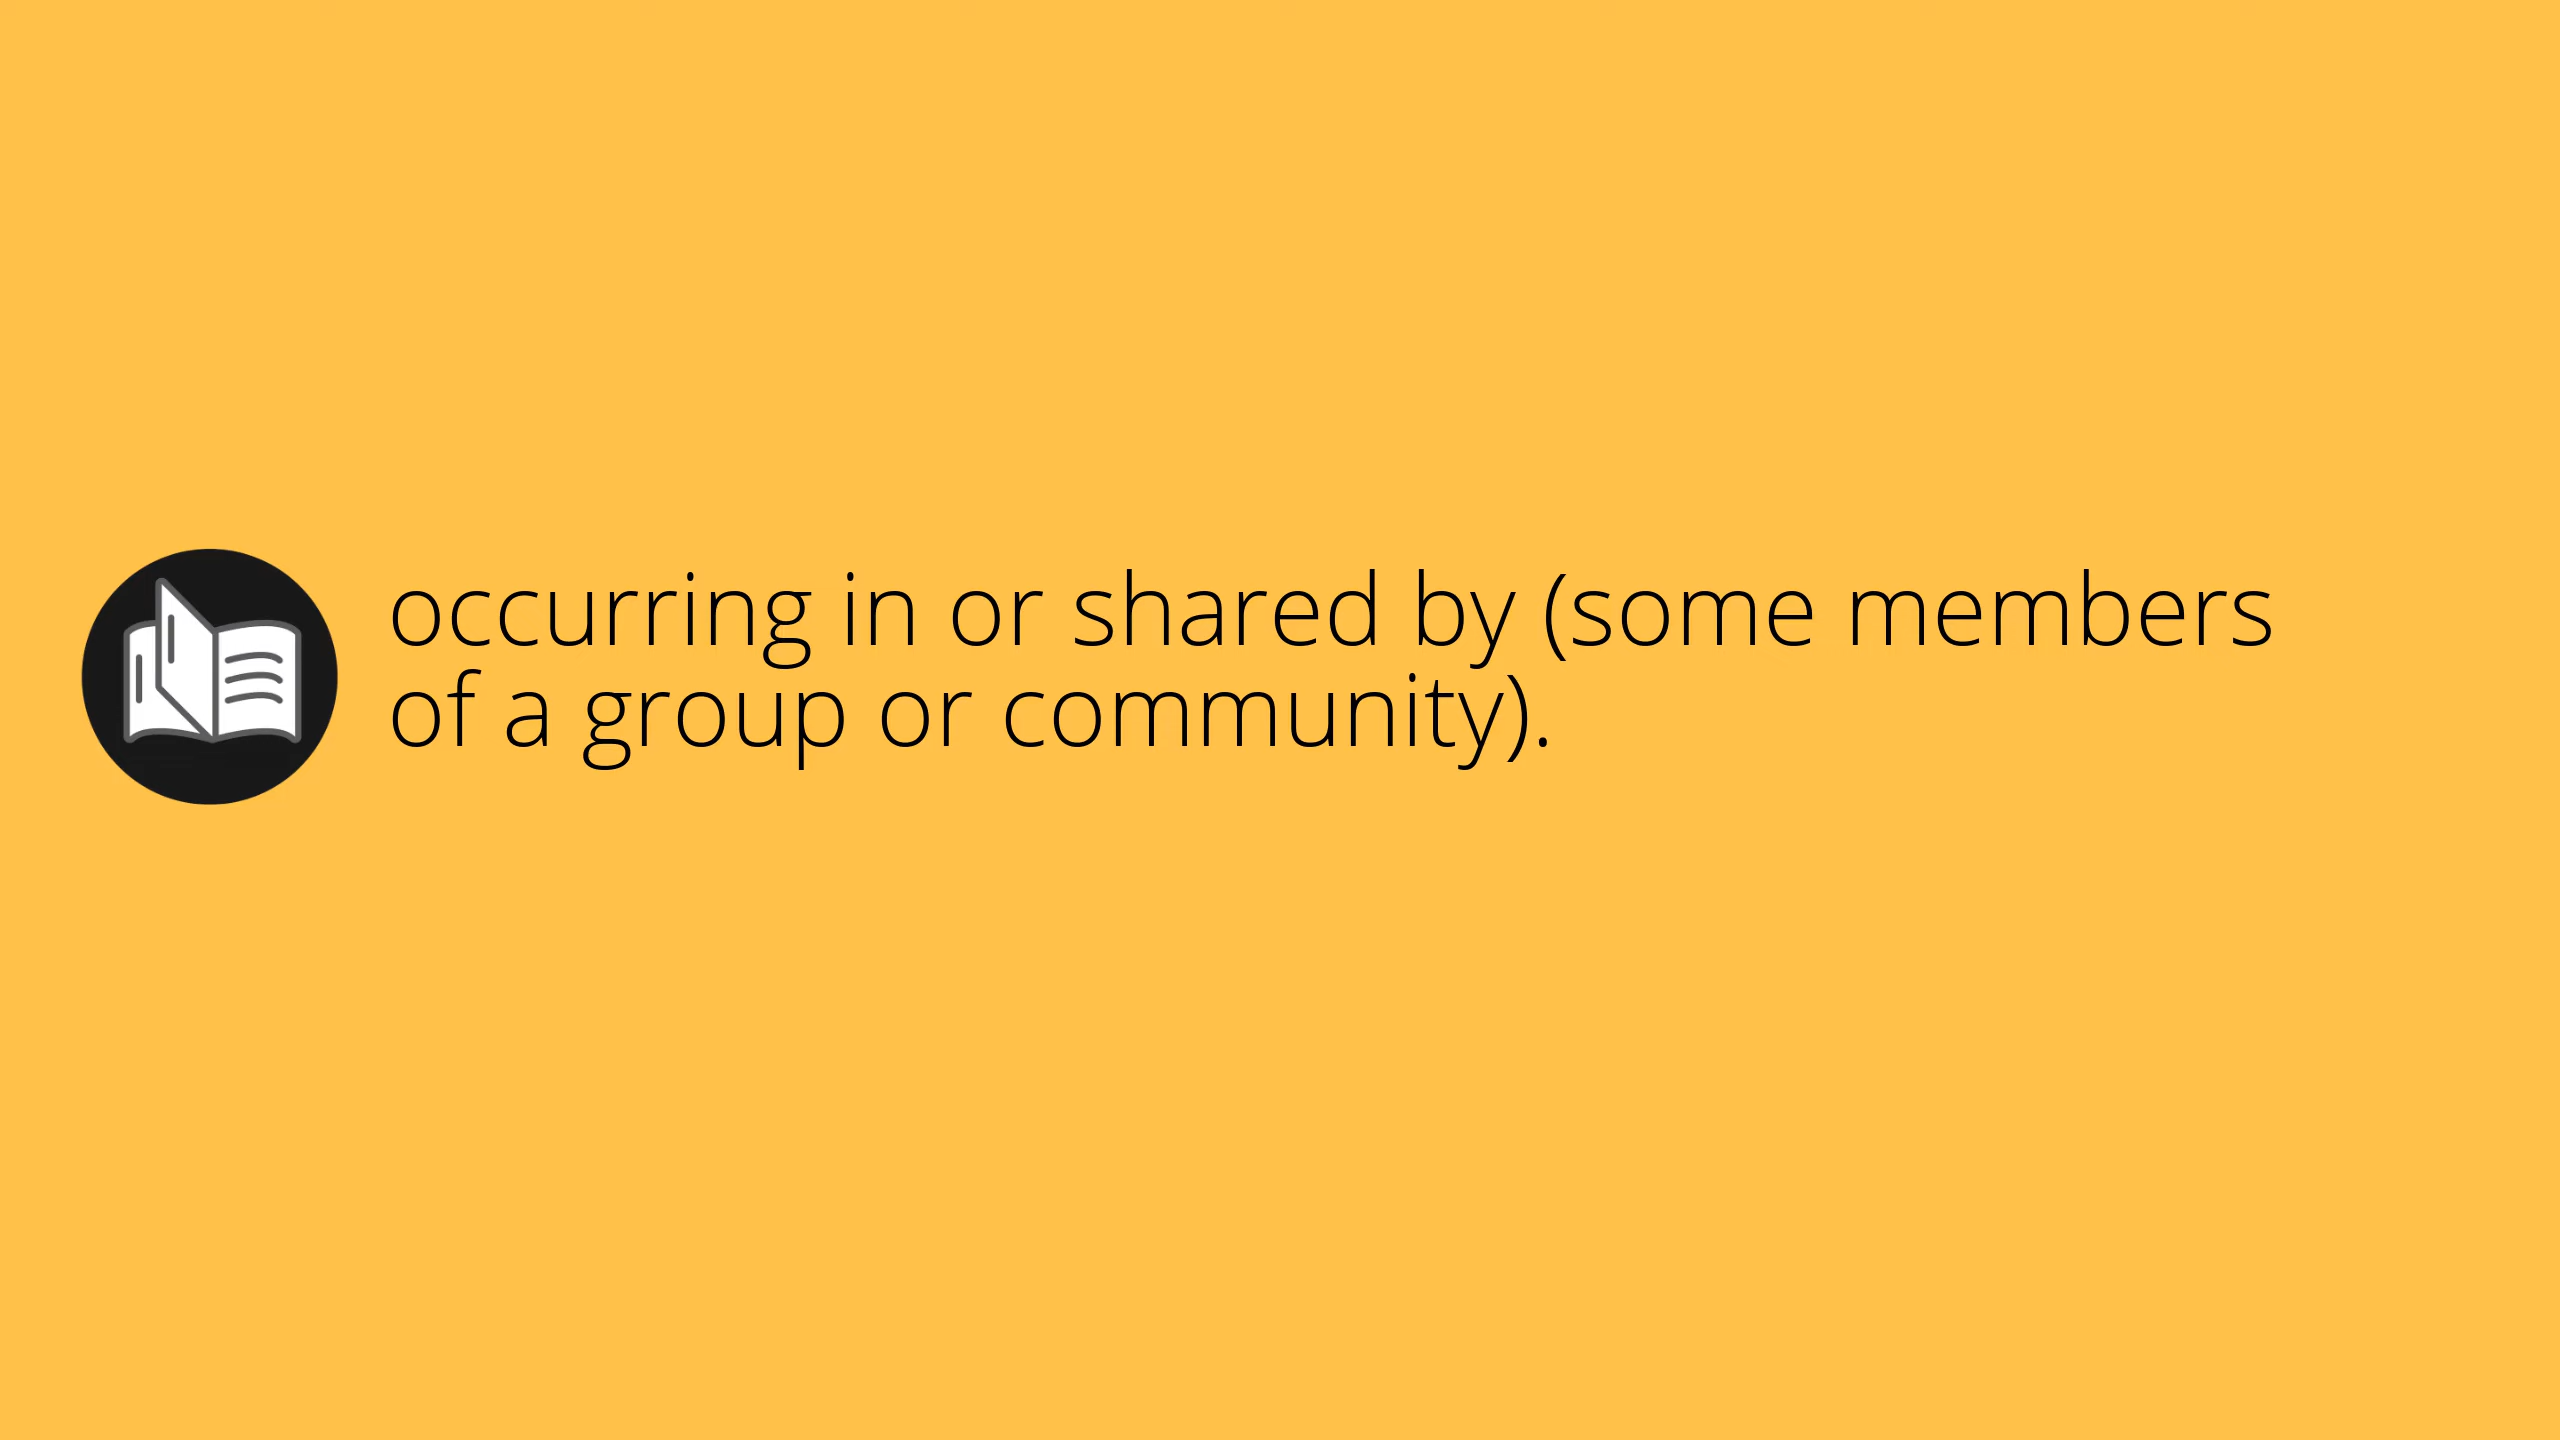 occurring in or shared by (some members
of a group or community).